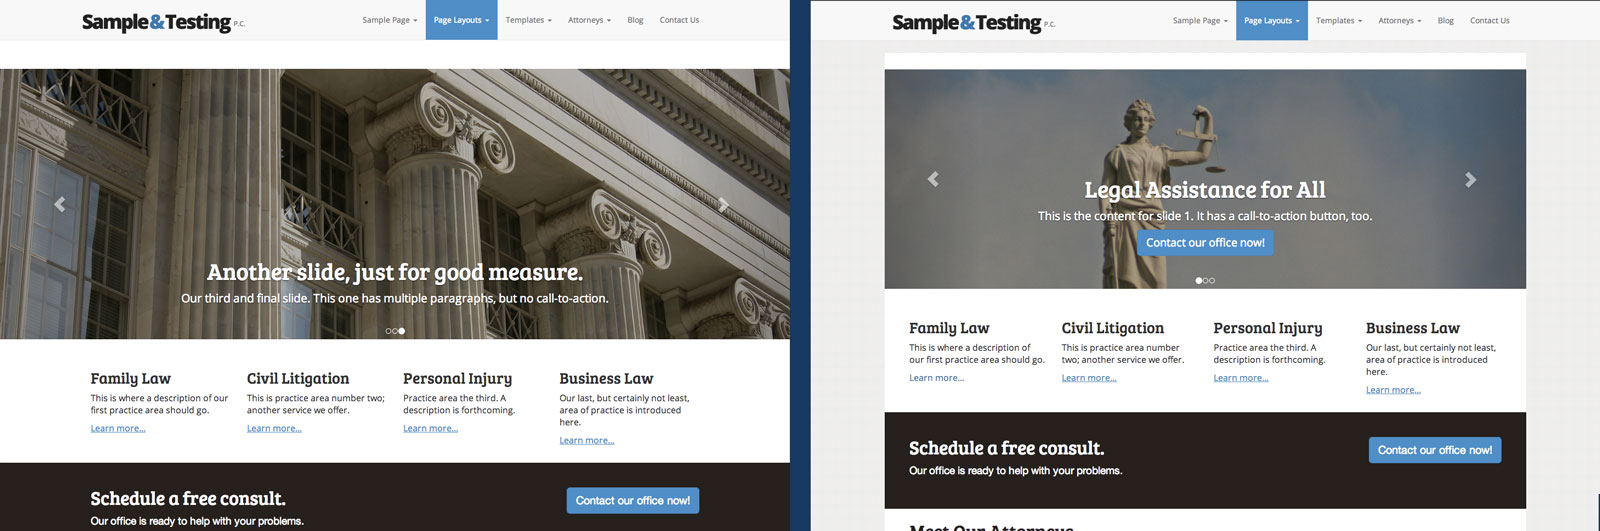 Sample&Testing P.C.
Sample Page Page Layouts Templates Attorneys Blog Contact Us
Another slide, just for good measure.
Our third and final slide. This one has multiple paragraphs, but no call-to-action.
Family Law
This is where a description of our
first practice area should go.
Learn more...
Civil Litigation
This is practice area number two;
another service we offer.
Learn more...
Personal Injury
Practice area the third. A
description is forthcoming.
Learn more...
Business Law
Our last, but certainly not least,
area of practice is introduced
here.
Learn more...
Schedule a free consult.
Our office is ready to help with your problems.
Contact our office now!
Sample&Testing P.C.
Sample Page Page Layouts Templates Attorneys Blog Contact Us
Legal Assistance for All
This is the content for slide 1. It has a call-to-action button, too.
Contact our office now!
Family Law
This is where a description of
our first practice area should go.
Learn more...
Civil Litigation
This is practice area number
two; another service we offer.
Learn more...
Personal Injury
Practice area the third. A
description is forthcoming.
Learn more...
Business Law
Our last, but certainly not least,
area of practice is introduced
here.
Learn more...
Schedule a free consult.
Our office is ready to help with your problems.
Contact our office now!
Meet Our Attorneys